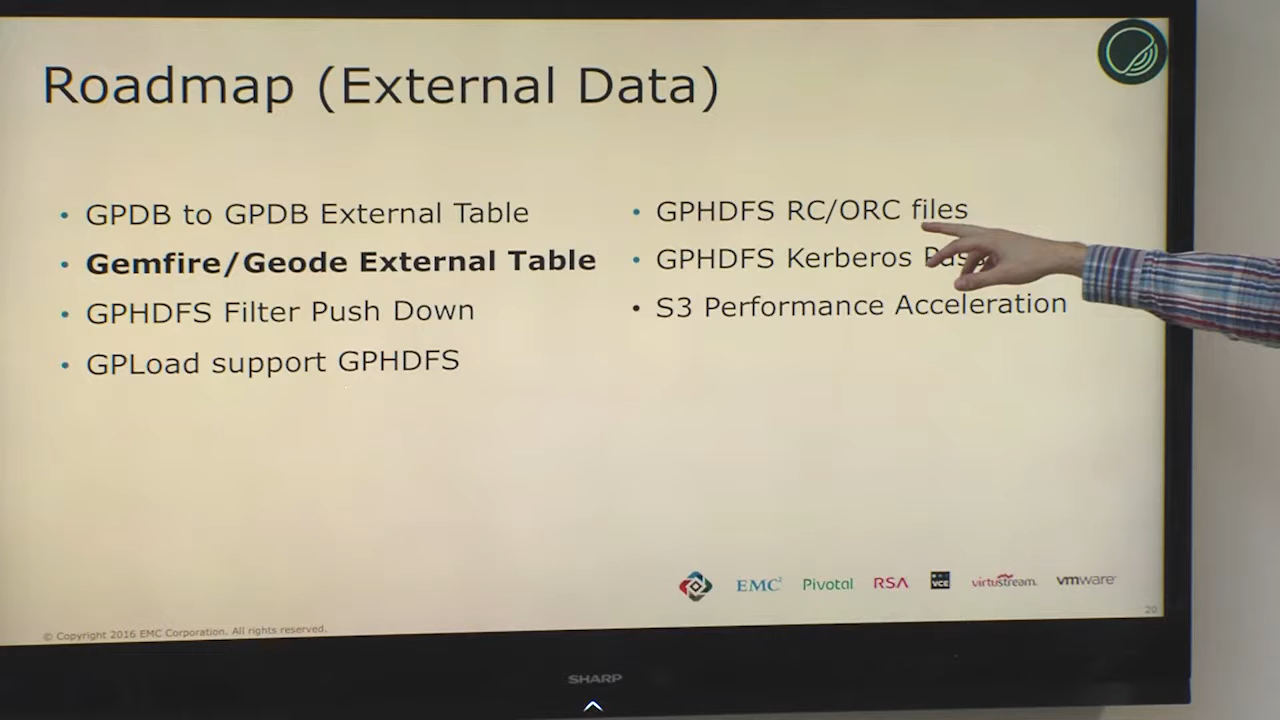 Roadmap (External Data)
• GPDB to GPDB External Table
• Gemfire/Geode External Table
• GPHDFS Filter Push Down
• GPLoad support GPHDFS
• GPHDFS RC/ORC files
• GPHDFS Kerberos
• S3 Performance Acceleration
EMC² Pivotal RSA VCE virtustream. vmware
20
© Copyright 2016 EMC Corporation. All rights reserved.
SHARP